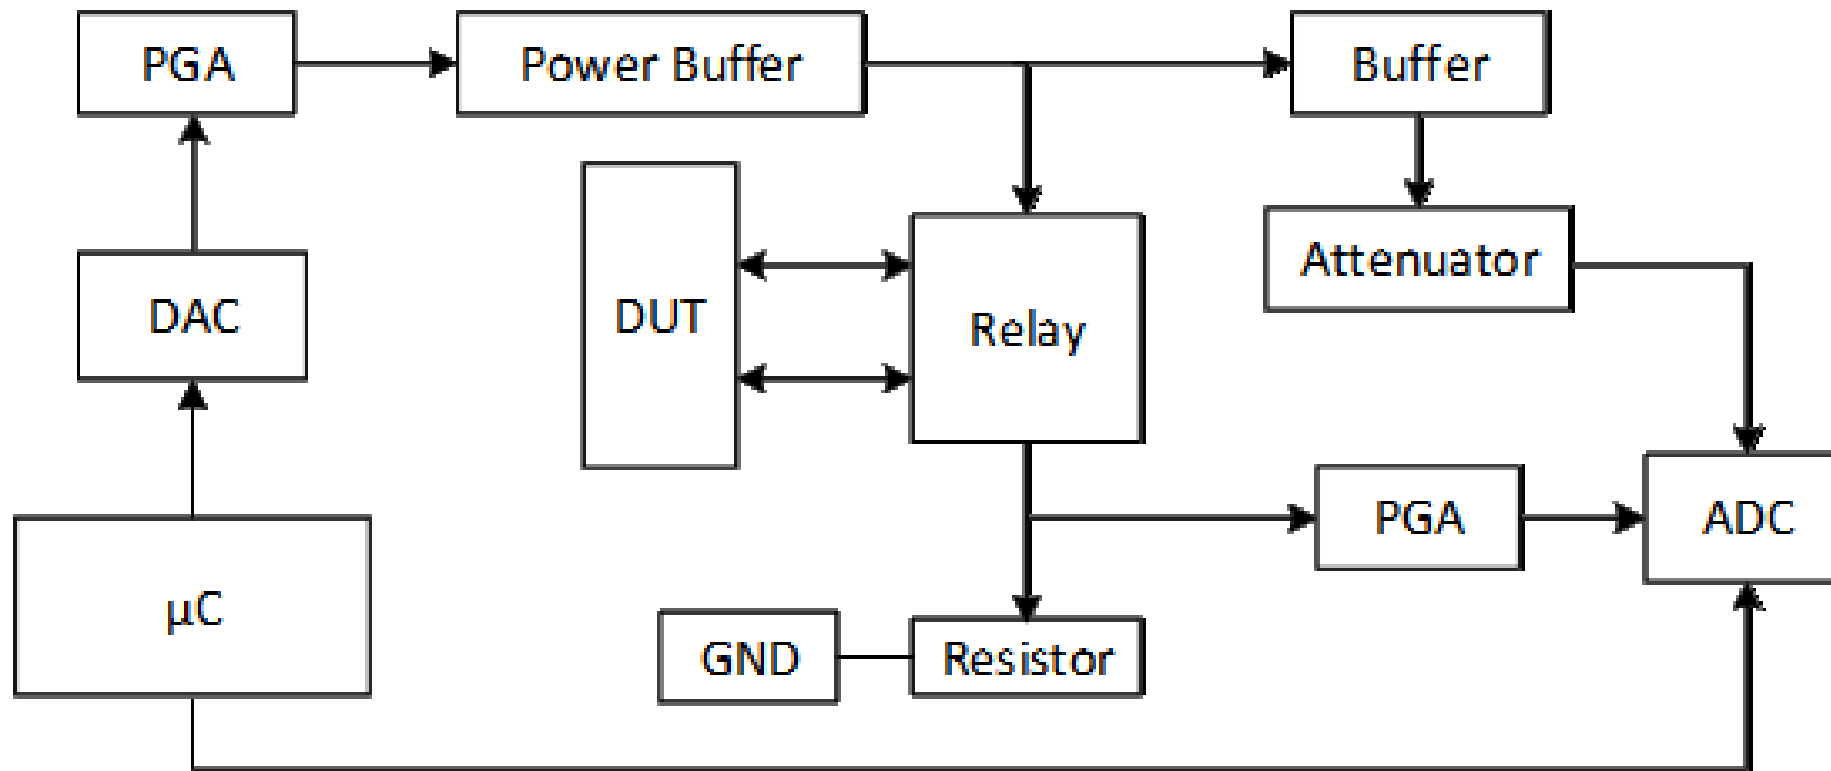 PGA
Power Buffer
Buffer
Attenuator
DAC
DUT
Relay
PGA
ADC
µC
GND
Resistor